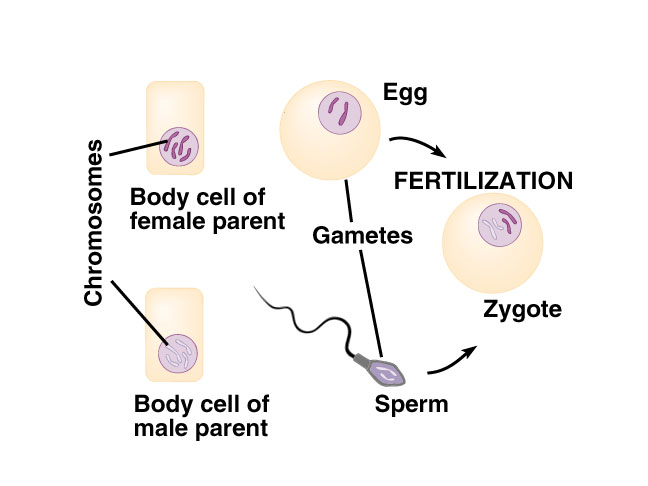 Chromosomes
Body cell of
female parent
Egg
FERTILIZATION
Gametes
Zygote
Body cell of
male parent
Sperm